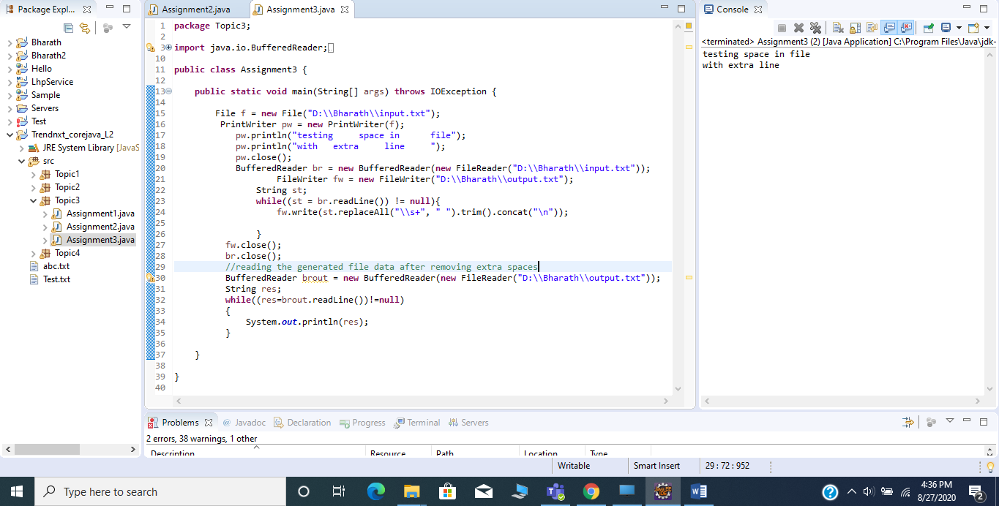 Package Expl...
Bharath
Bharath2
Hello
LhpService
Sample
Servers
Test
Trendnxt_corejava_L2
JRE System Library [JavaS
src
Topic1
Topic2
Topic3
Assignment1.java
Assignment2.java
Assignment3.java
Topic4
abc.txt
Test.txt
Assignment2.java
Assignment3.java
1 package Topic3;
2
3 import java.io.BufferedReader;
10
11 public class Assignment3 {
12
13 public static void main(String[] args) throws IOException {
14
15 File f = new File("D:\\Bharath\\input.txt");
16 PrintWriter pw = new PrintWriter(f);
17 pw.println("testing     space in      file");
18 pw.println("with   extra     line     ");
19 pw.close();
20 BufferedReader br = new BufferedReader(new FileReader("D:\\Bharath\\input.txt"));
21 FileWriter fw = new FileWriter("D:\\Bharath\\output.txt");
22 String st;
23 while((st = br.readLine()) != null){
24 fw.write(st.replaceAll("\\s+", " ").trim().concat("\n"));
25
26 }
27 fw.close();
28 br.close();
29 //reading the generated file data after removing extra spaces
30 BufferedReader brout = new BufferedReader(new FileReader("D:\\Bharath\\output.txt"));
31 String res;
32 while((res=brout.readLine())!=null)
33 {
34 System.out.println(res);
35 }
36
37 }
38
39 }
40
Console
<terminated> Assignment3 (2) [Java Application] C:\Program Files\Java\jdk-
testing space in file
with extra line
Problems
@ Javadoc
Declaration
Progress
Terminal
Servers
2 errors, 38 warnings, 1 other
Description
Resource
Path
Location
Type
Writable
Smart Insert
29 : 72 : 952
Type here to search
4:36 PM
8/27/2020
2